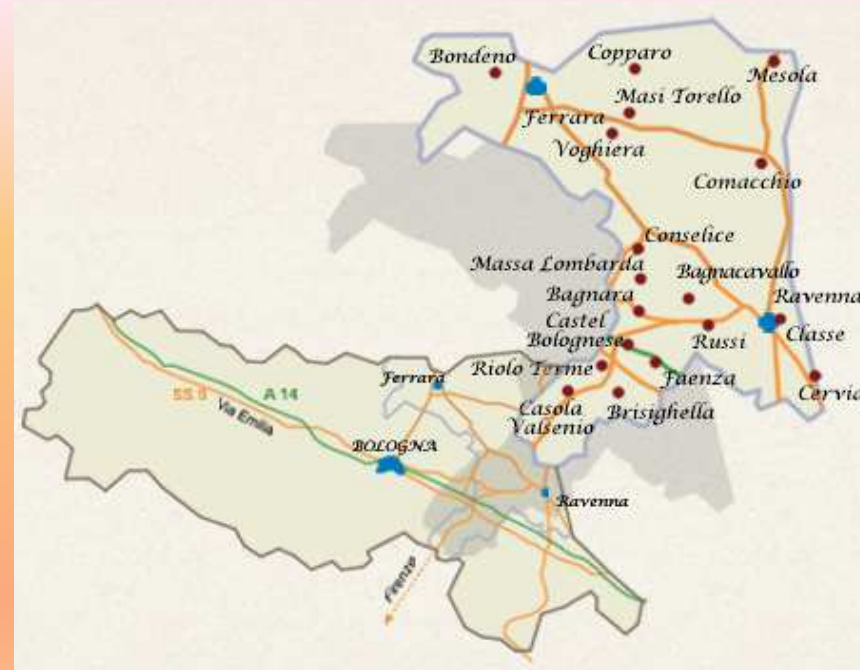 Bondeno
Copparo
Mesola
Masi Torello
Ferrara
Voghiera
Comacchio
Conselice
Massa Lombarda
Bagnacavallo
Bagnara
Ravenna
Castel
Bolognese
Classe
Russi
Riolo Terme
Faenza
Cervia
Casola
Valsenio
Brisighella
Ferrara
SS 9
A 14
Via Emilia
BOLOGNA
Ravenna
Firenze